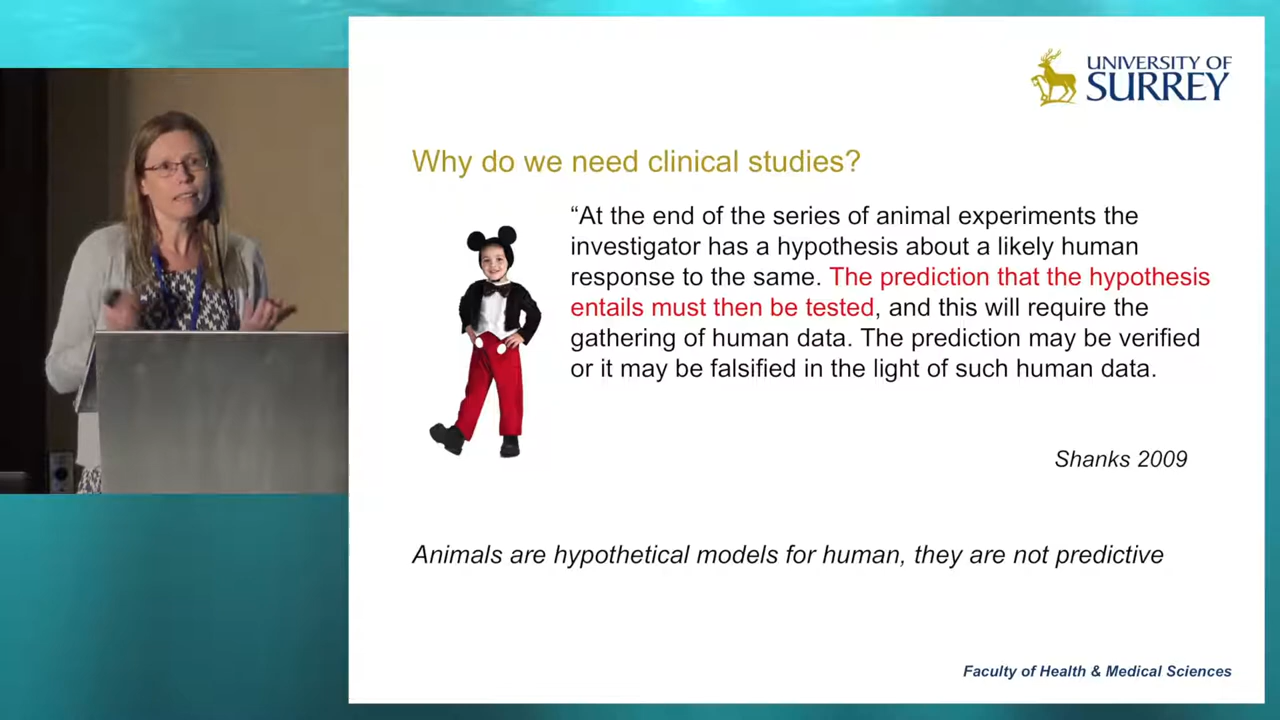 UNIVERSITY OF
SURREY
Why do we need clinical studies?
“At the end of the series of animal experiments the
investigator has a hypothesis about a likely human
response to the same. The prediction that the hypothesis
entails must then be tested, and this will require the
gathering of human data. The prediction may be verified
or it may be falsified in the light of such human data.
Shanks 2009
Animals are hypothetical models for human, they are not predictive
Faculty of Health & Medical Sciences